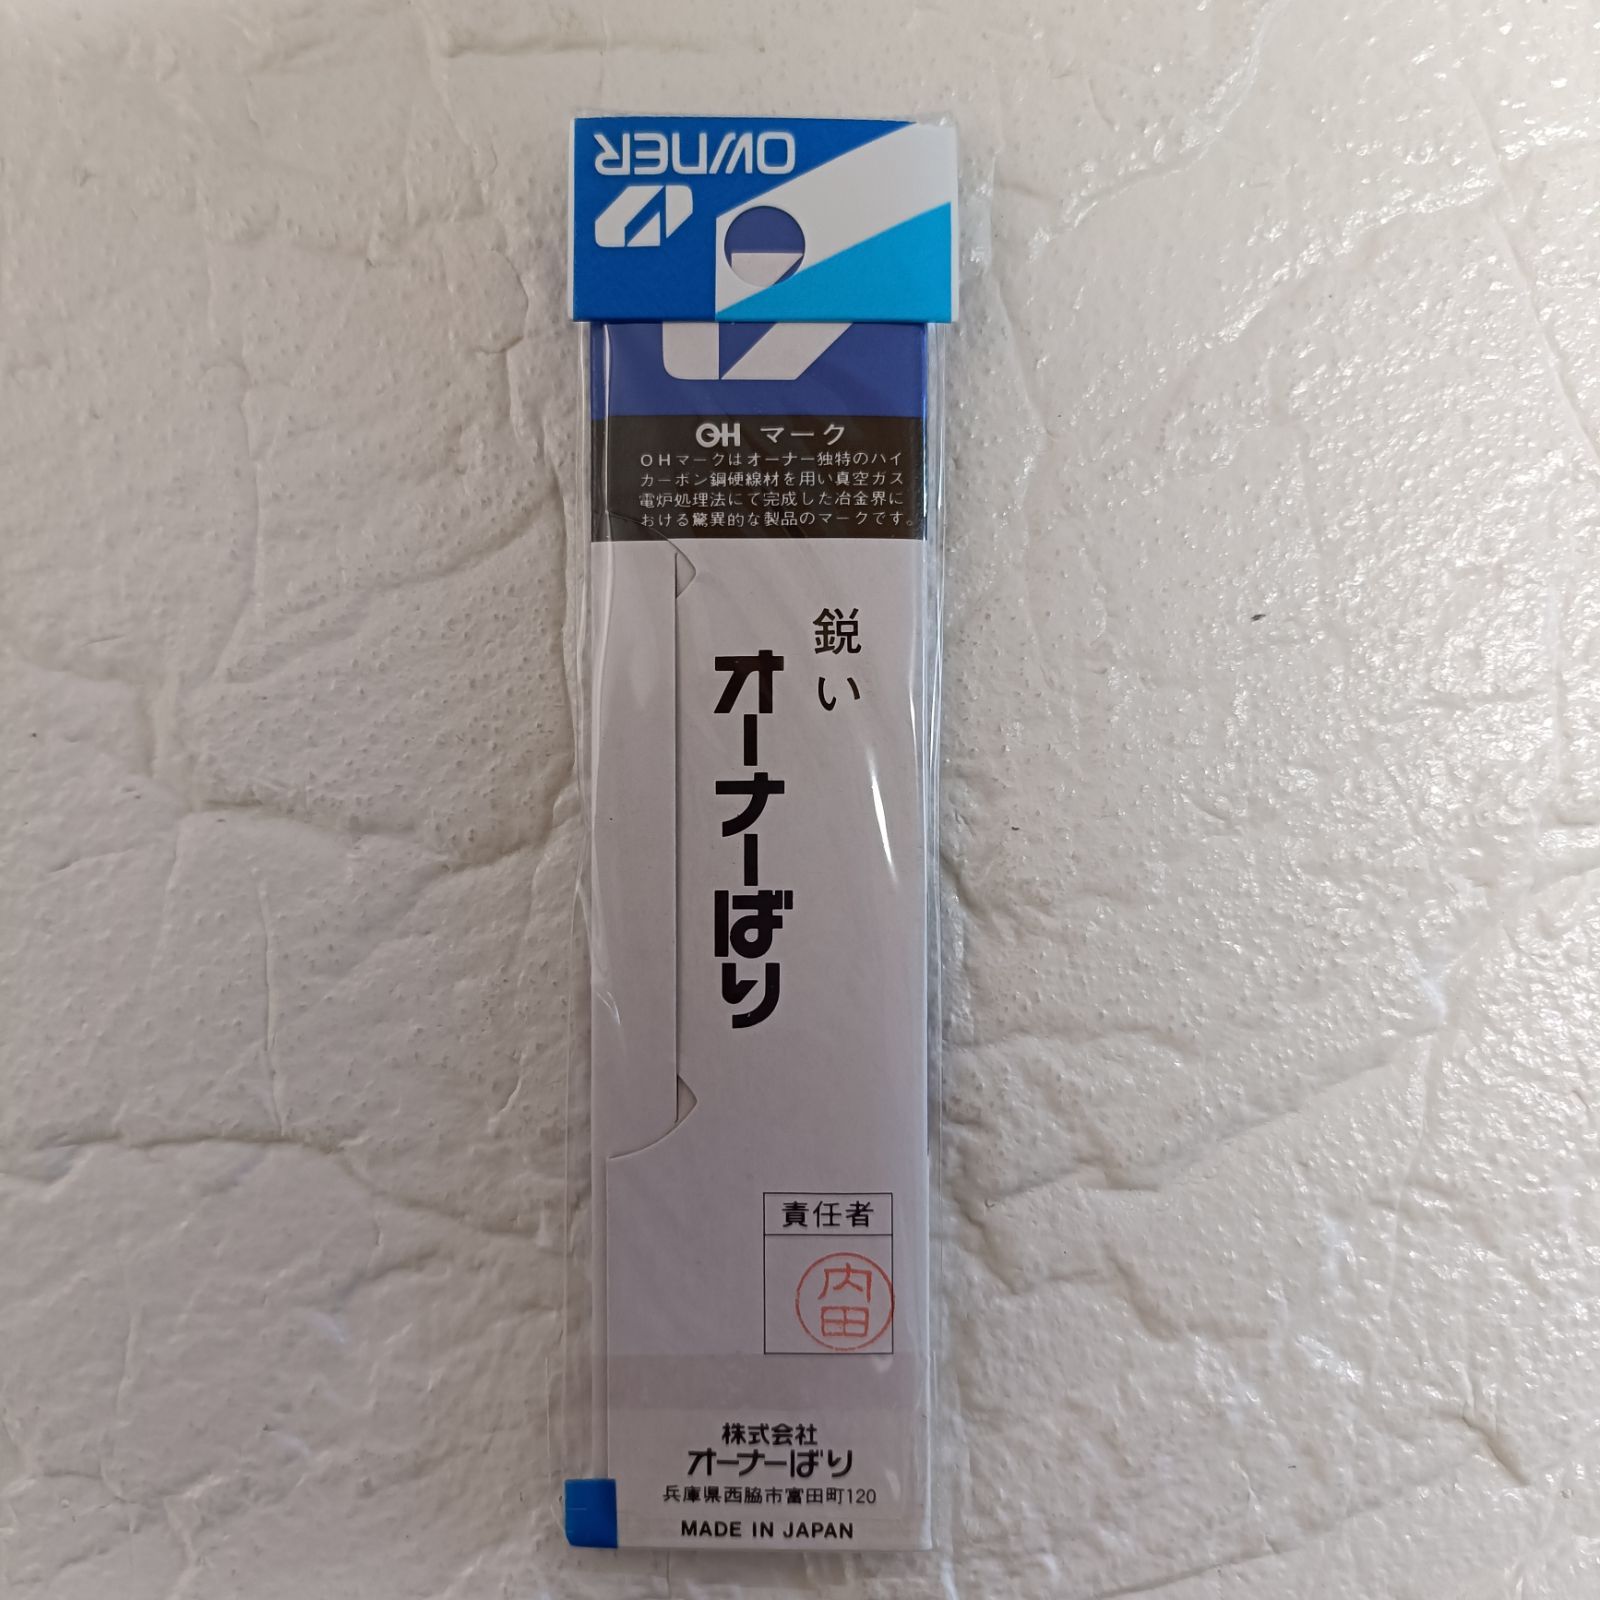 OWNER
OH マーク
OHマークはオーナー独特のハイ
カーボン鋼硬線材を用い真空ガス
電炉処理法にて完成した冶金界に
おける驚異的な製品のマークです。
鋭い
オーナーばり
責任者
内田
株式会社
オーナーばり
兵庫県西脇市富田町120
MADE IN JAPAN